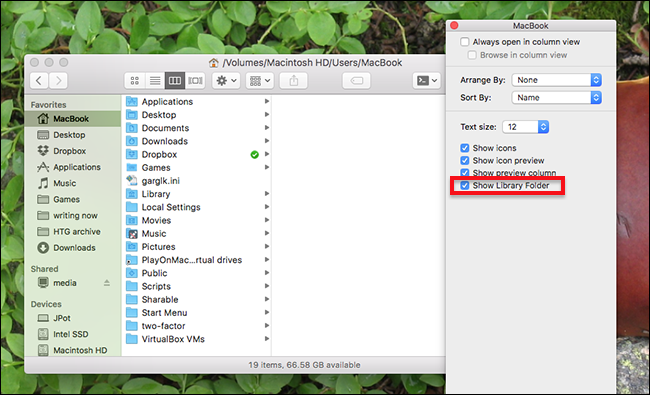 /Volumes/Macintosh HD/Users/MacBook
Favorites
MacBook
Desktop
Dropbox
Music
Games
writing now
HTG archive
Downloads
Shared
media
Devices
JPot
Intel SSD
Macintosh HD
Applications
Desktop
Documents
Downloads
Dropbox
Games
garglk.ini
Library
Local Settings
Movies
Music
Pictures
PlayOnMac...rtual drives
Public
Scripts
Sharable
Start Menu
two-factor
VirtualBox VMs
19 items, 66.58 GB available
MacBook
Always open in column view
Browse in column view
Arrange By: None
Sort By: Name
Text size: 12
Show icons
Show icon preview
Show preview column
Show Library Folder